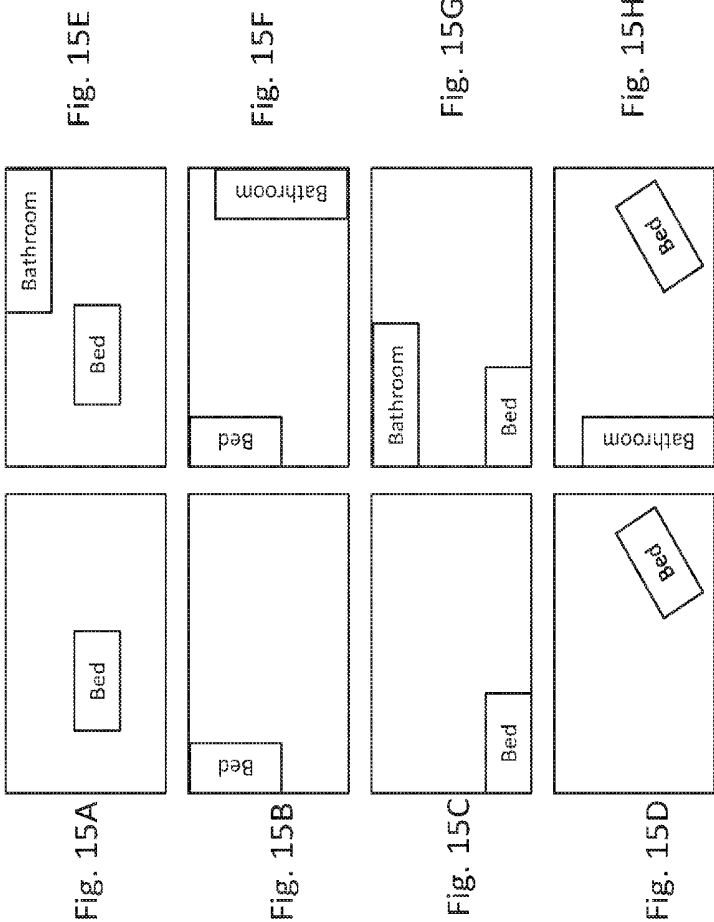 Fig. 15A
Bed
Fig. 15B
Bed
Fig. 15C
Bed
Fig. 15D
Bed
Fig. 15E
Bathroom
Bed
Fig. 15F
Bed
Bathroom
Fig. 15G
Bathroom
Bed
Fig. 15H
Bed
Bathroom